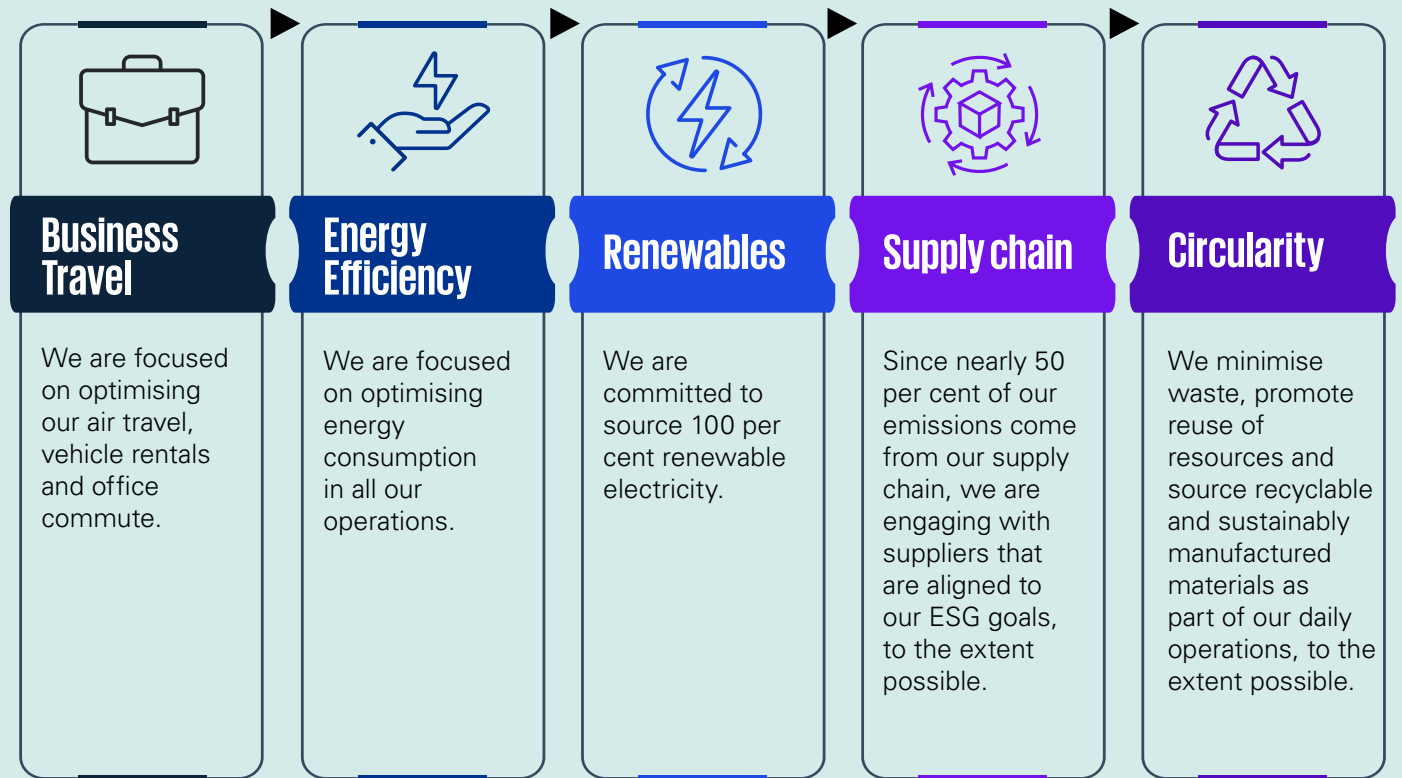 Business
Travel
We are focused
on optimising
our air travel,
vehicle rentals
and office
commute.
Energy
Efficiency
We are focused
on optimising
energy
consumption
in all our
operations.
Renewables
We are
committed to
source 100 per
cent renewable
electricity.
Supply chain
Since nearly 50
per cent of our
emissions come
from our supply
chain, we are
engaging with
suppliers that
are aligned to
our ESG goals,
to the extent
possible.
Circularity
We minimise
waste, promote
reuse of
resources and
source recyclable
and sustainably
manufactured
materials as
part of our daily
operations, to the
extent possible.